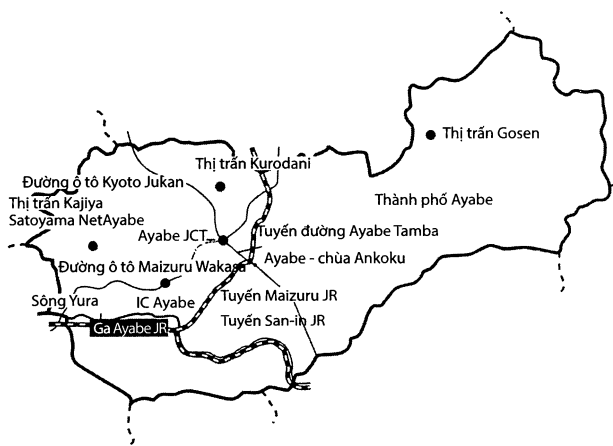 Thị trấn Gosen
Thị trấn Kurodani
Đường ô tô Kyoto Jukan
Thị trấn Kajiya
Satoyama NetAyabe
Thành phố Ayabe
Ayabe JCT
Tuyến đường Ayabe Tamba
Ayabe - chùa Ankoku
Đường ô tô Maizuru Wakasa
Sông Yura
IC Ayabe
Tuyến Maizuru JR
Ga Ayabe JR
Tuyến San-in JR